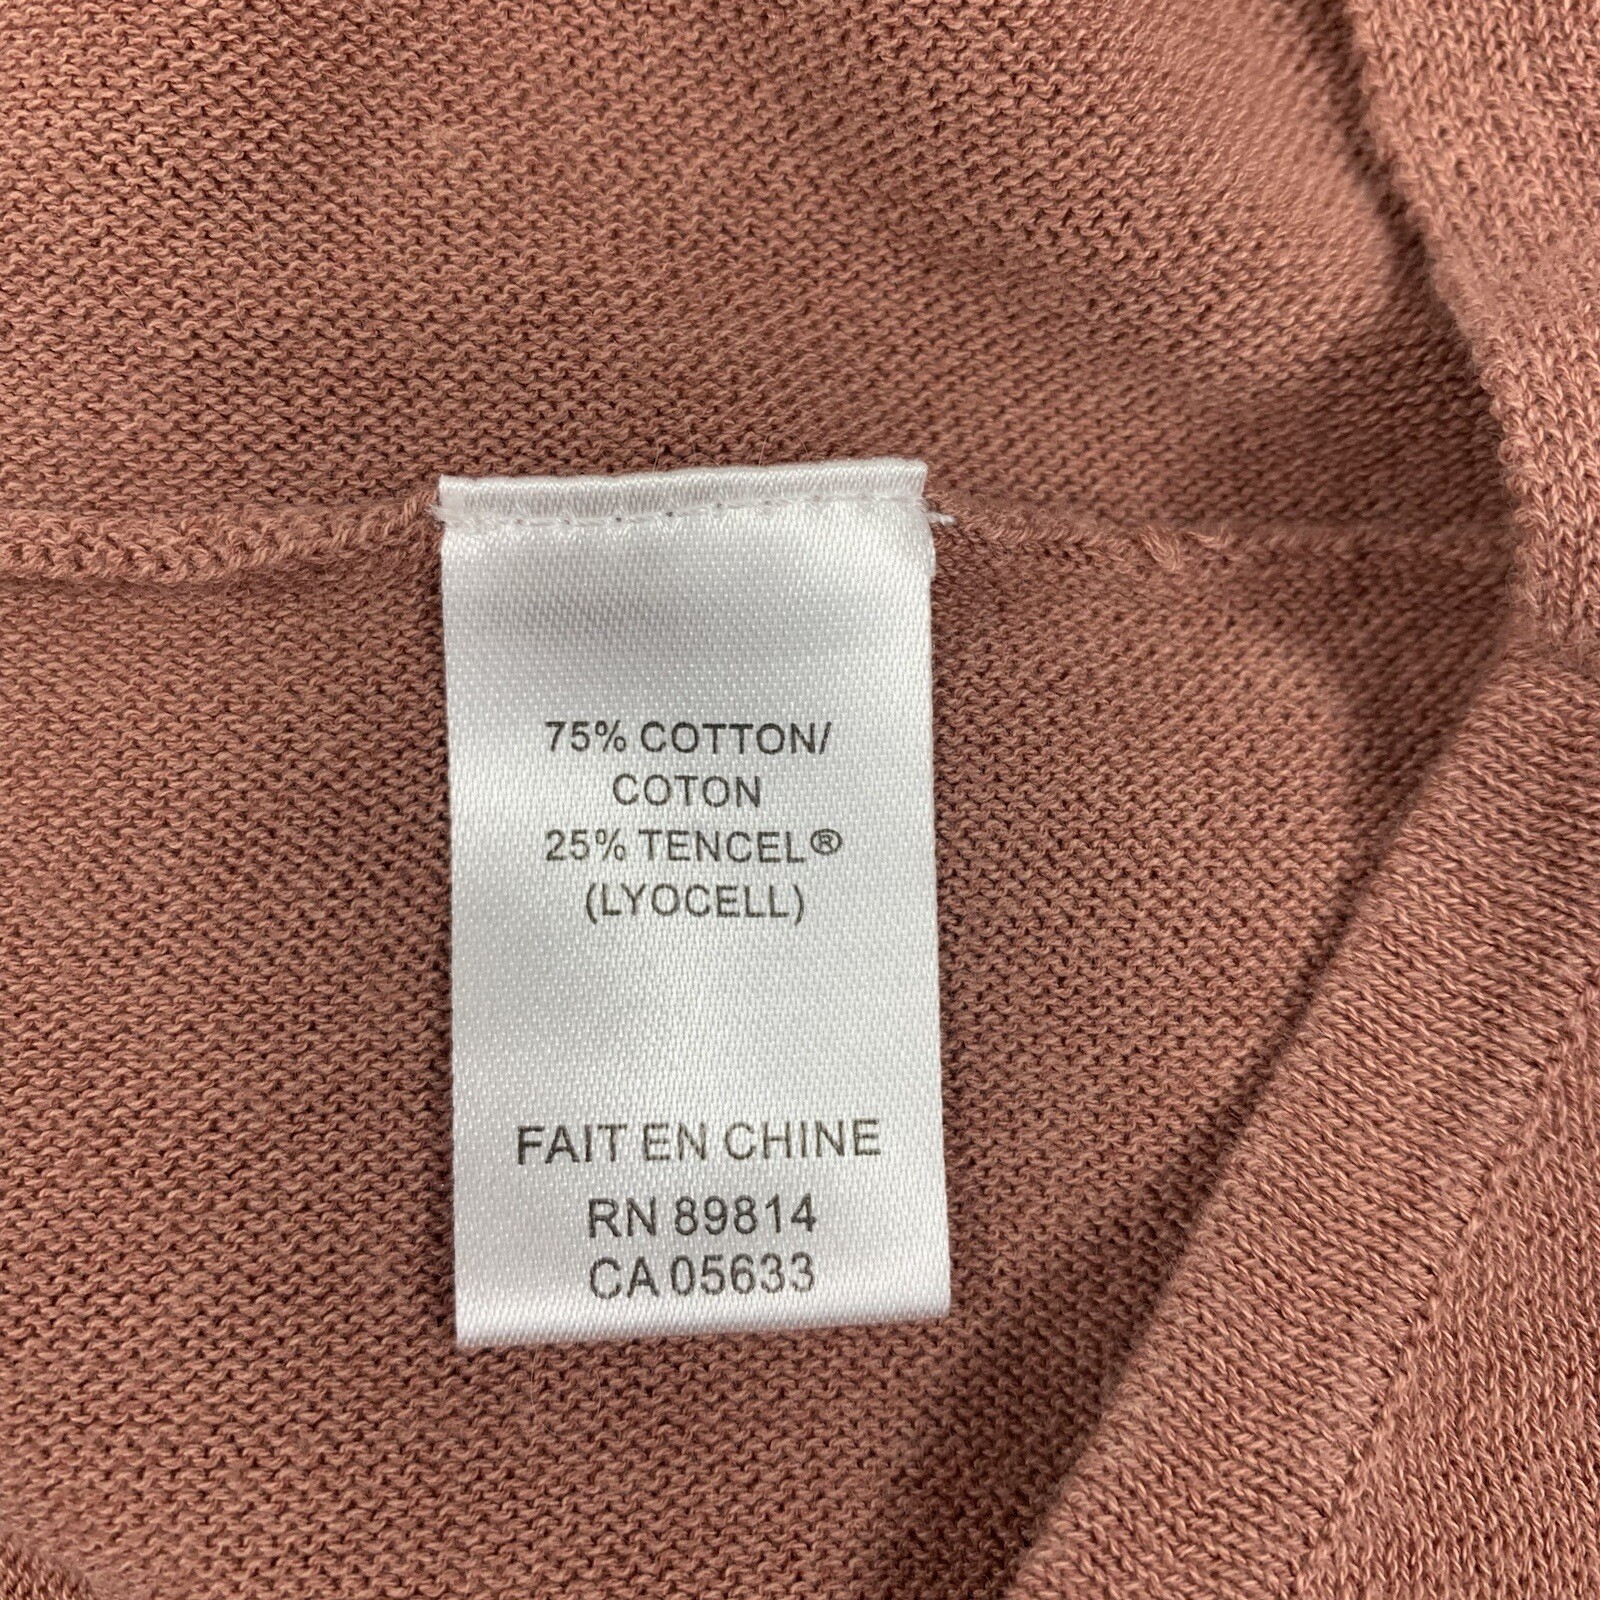 75% COTTON/
COTON
25% TENCEL®
(LYOCELL)
FAIT EN CHINE
RN 89814
CA 05633